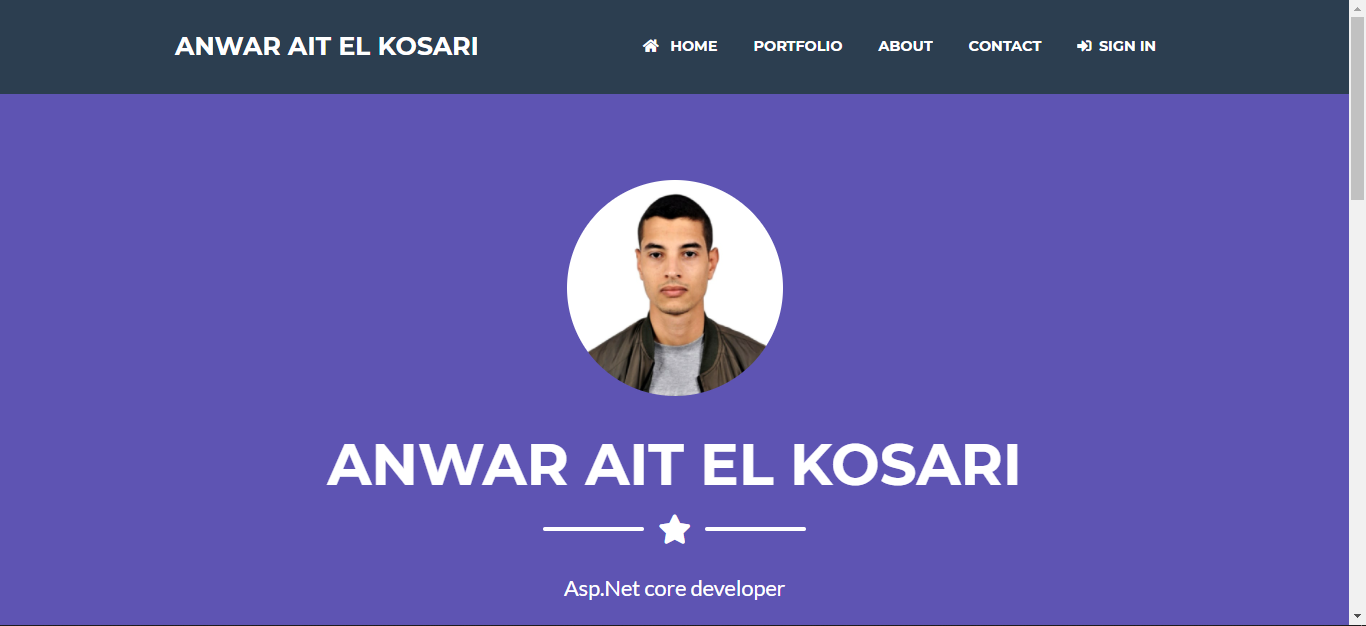 ANWAR AIT EL KOSARI
HOME PORTFOLIO ABOUT CONTACT SIGN IN
ANWAR AIT EL KOSARI
Asp.Net core developer